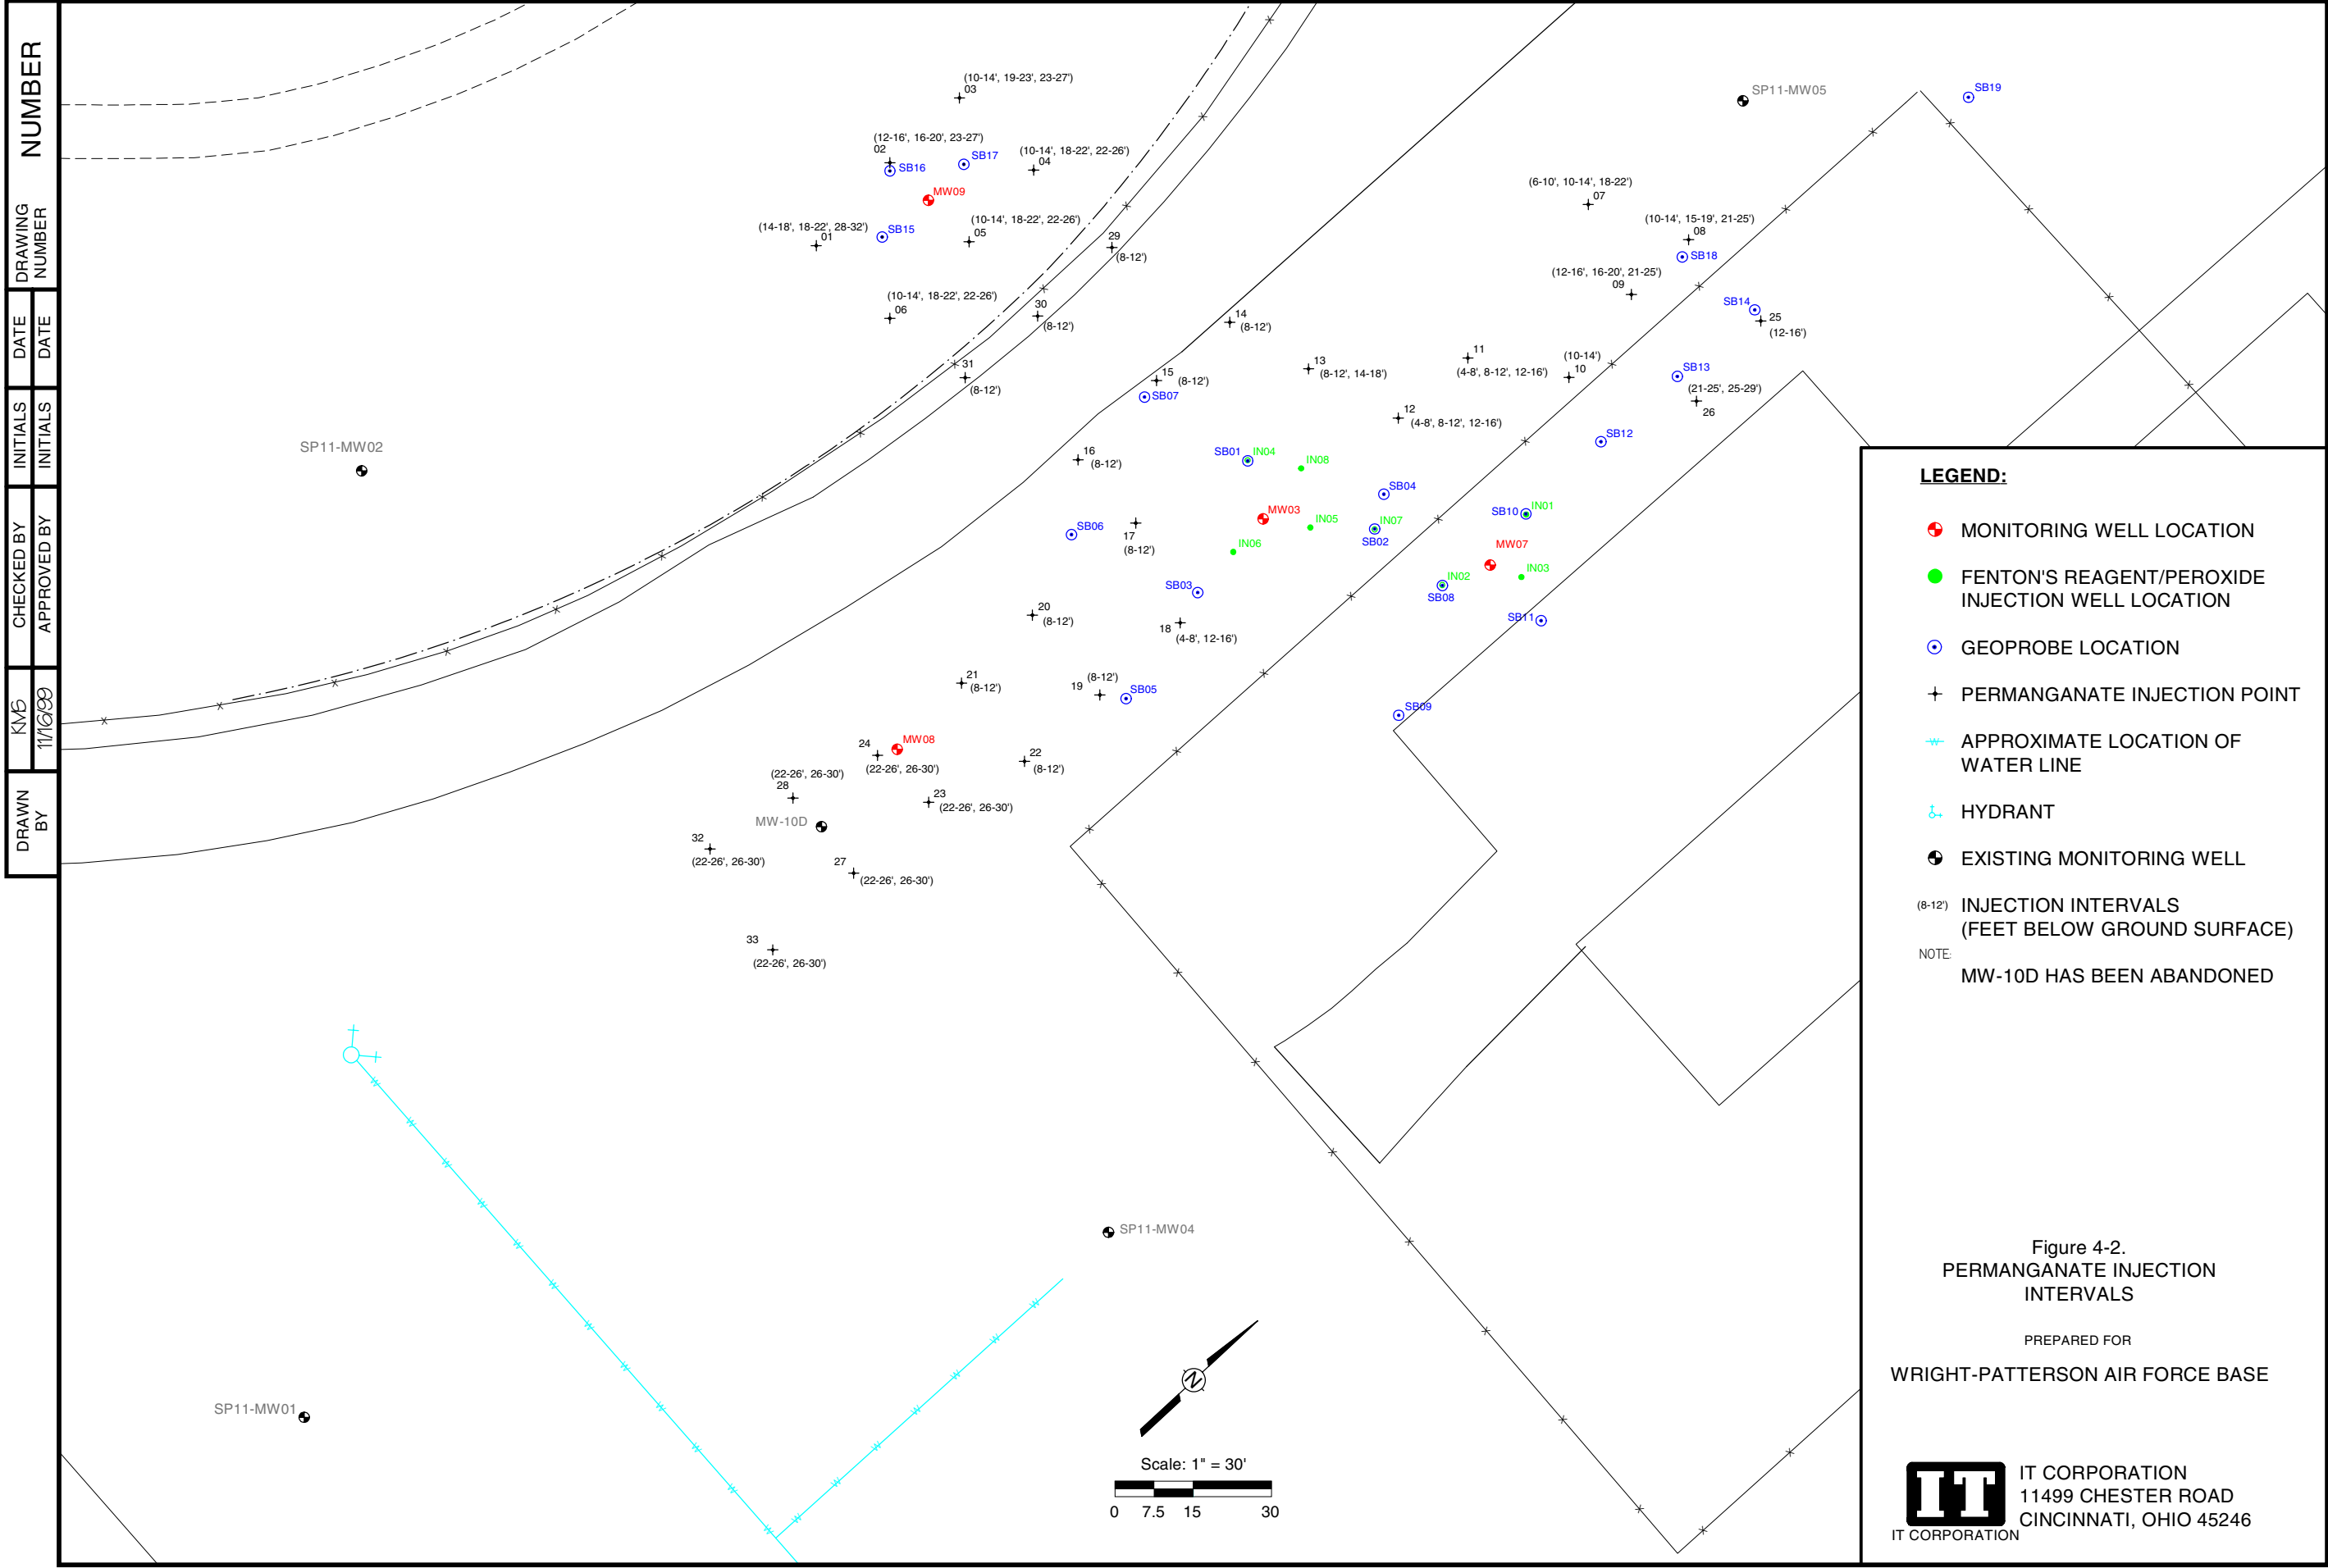 NUMBER
DRAWING
NUMBER
DATE
DATE
INITIALS
INITIALS
CHECKED BY
APPROVED BY
KMS
11/16/99
DRAWN
BY
(10-14', 19-23', 23-27')
03
(12-16', 16-20', 23-27')
02
SB16
SB17
(10-14', 18-22', 22-26')
04
MW09
(14-18', 18-22', 28-32')
01
SB15
(10-14', 18-22', 22-26')
05
29
(8-12')
(10-14', 18-22', 22-26')
06
30
(8-12')
31
(8-12')
SP11-MW05
SB19
(6-10', 10-14', 18-22')
07
(10-14', 15-19', 21-25')
08
SB18
(12-16', 16-20', 21-25')
09
SB14
25
(12-16')
14
(8-12')
13
(8-12', 14-18')
11
(4-8', 8-12', 12-16')
(10-14')
10
SB13
(21-25', 25-29')
26
15
(8-12')
SB07
12
(4-8', 8-12', 12-16')
SB12
SP11-MW02
16
(8-12')
SB01
IN04
IN08
SB04
MW03
IN05
IN07
SB02
SB10
IN01
SB06
17
(8-12')
IN06
MW07
IN03
IN02
SB08
SB03
SB11
20
(8-12')
18
(4-8', 12-16')
21
(8-12')
(8-12')
19
SB05
SB09
24
MW08
(22-26', 26-30')
22
(8-12')
(22-26', 26-30')
28
23
(22-26', 26-30')
MW-10D
32
(22-26', 26-30')
27
(22-26', 26-30')
33
(22-26', 26-30')
SP11-MW04
SP11-MW01
N
Scale: 1" = 30'
0 7.5 15 30
LEGEND:
MONITORING WELL LOCATION
FENTON'S REAGENT/PEROXIDE
INJECTION WELL LOCATION
GEOPROBE LOCATION
PERMANGANATE INJECTION POINT
W APPROXIMATE LOCATION OF
WATER LINE
HYDRANT
EXISTING MONITORING WELL
(8-12') INJECTION INTERVALS
(FEET BELOW GROUND SURFACE)
NOTE:
MW-10D HAS BEEN ABANDONED
Figure 4-2.
PERMANGANATE INJECTION
INTERVALS
PREPARED FOR
WRIGHT-PATTERSON AIR FORCE BASE
IT
IT CORPORATION
IT CORPORATION
11499 CHESTER ROAD
CINCINNATI, OHIO 45246